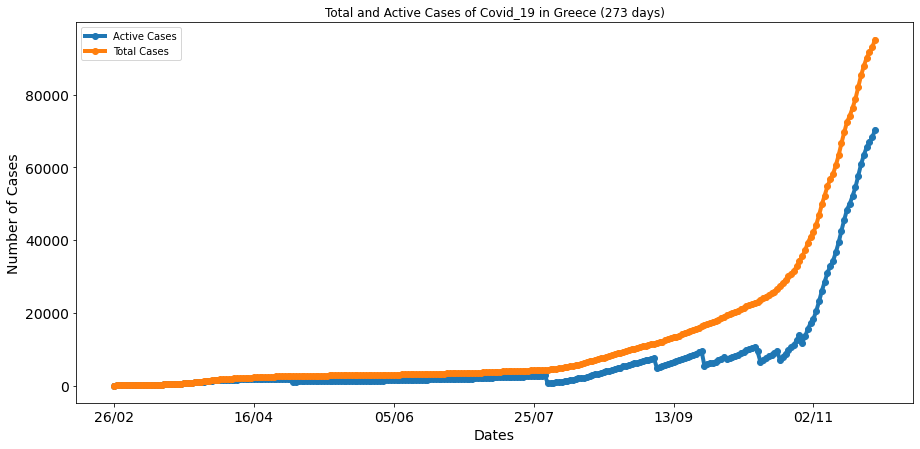 Total and Active Cases of Covid_19 in Greece (273 days)
Active Cases
Total Cases
Number of Cases
80000
60000
40000
20000
0
26/02 16/04 05/06 25/07 13/09 02/11
Dates